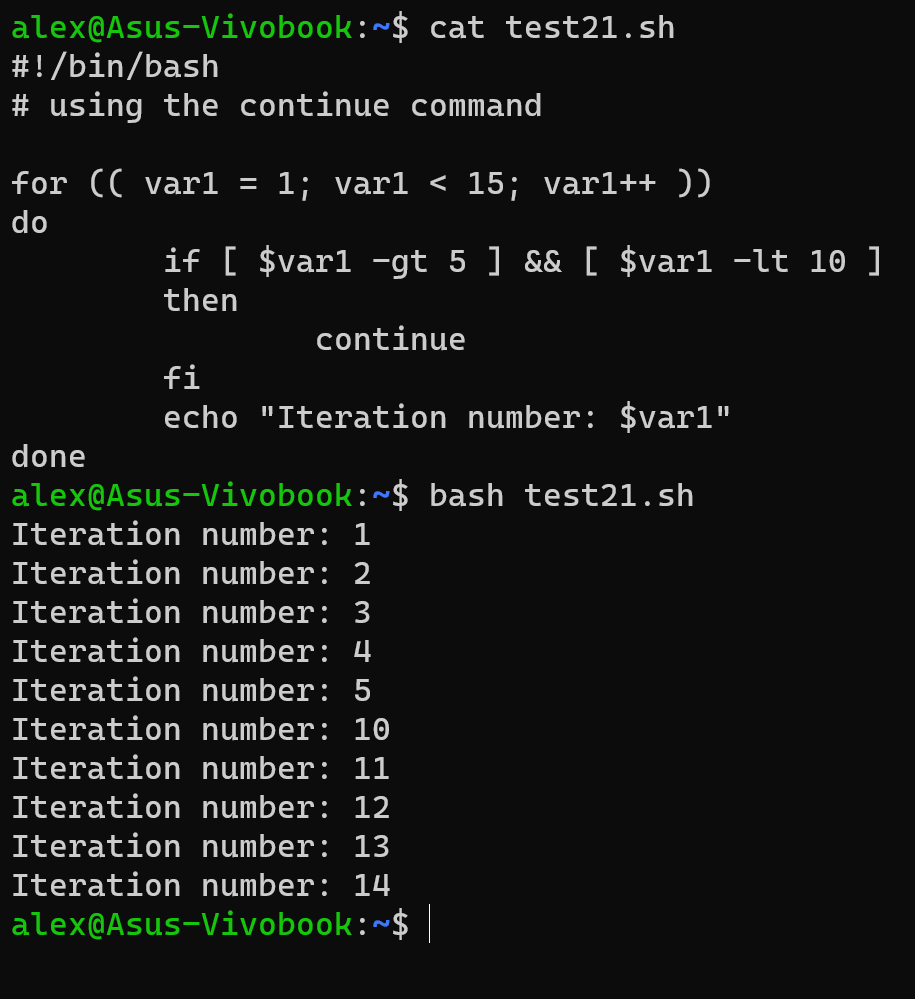 alex@Asus-Vivobook:~$ cat test21.sh
#!/bin/bash
# using the continue command

for (( var1 = 1; var1 < 15; var1++ ))
do
        if [ $var1 -gt 5 ] && [ $var1 -lt 10 ]
        then
                continue
        fi
        echo "Iteration number: $var1"
done
alex@Asus-Vivobook:~$ bash test21.sh
Iteration number: 1
Iteration number: 2
Iteration number: 3
Iteration number: 4
Iteration number: 5
Iteration number: 10
Iteration number: 11
Iteration number: 12
Iteration number: 13
Iteration number: 14
alex@Asus-Vivobook:~$